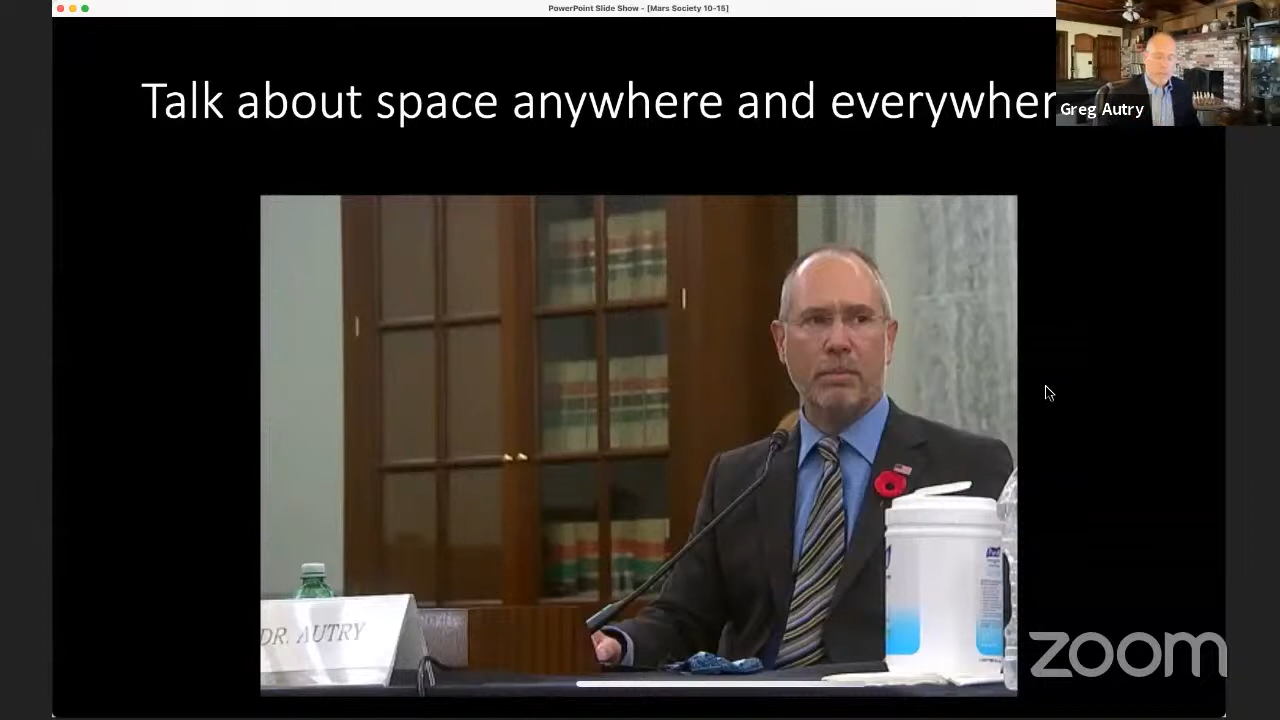 PowerPoint Slide Show - [Mars Society 10-15]
Talk about space anywhere and everywher
Greg Autry
DR. AUTRY
zoom